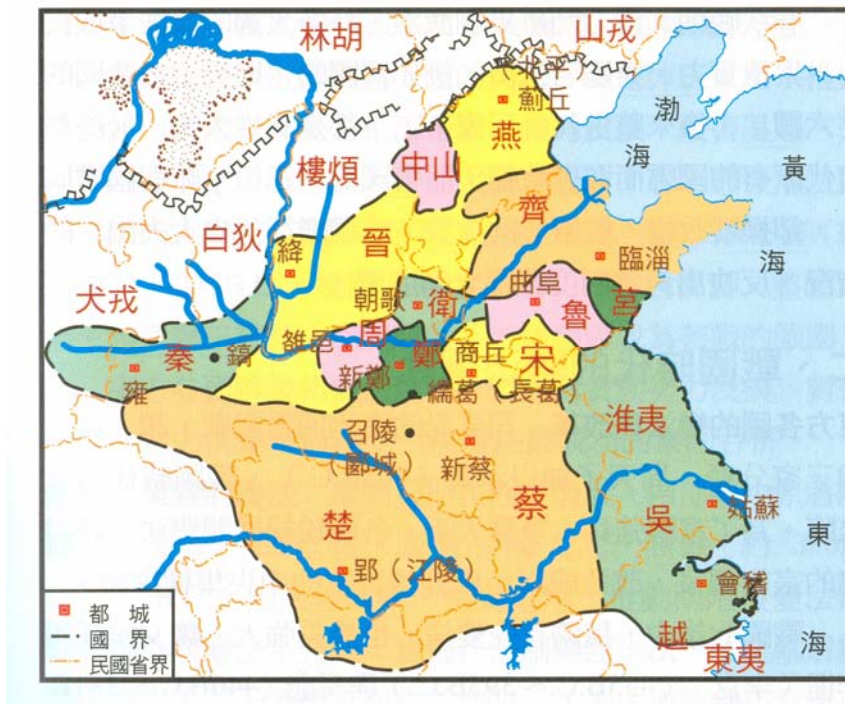 林胡
山戎
（北平）
薊丘
燕
渤
海
黃
海
中山
樓煩
齊
白狄
絳
晉
臨淄
犬戎
朝歌
衛
曲阜
魯
莒
雒邑
周
鄭
商丘
宋
秦
鎬
新鄭
繻葛（長葛）
雍
召陵
（郾城）
新蔡
淮夷
楚
蔡
吳
姑蘇
郢（江陵）
會稽
東
海
越
東夷
都 城
國 界
民國省界